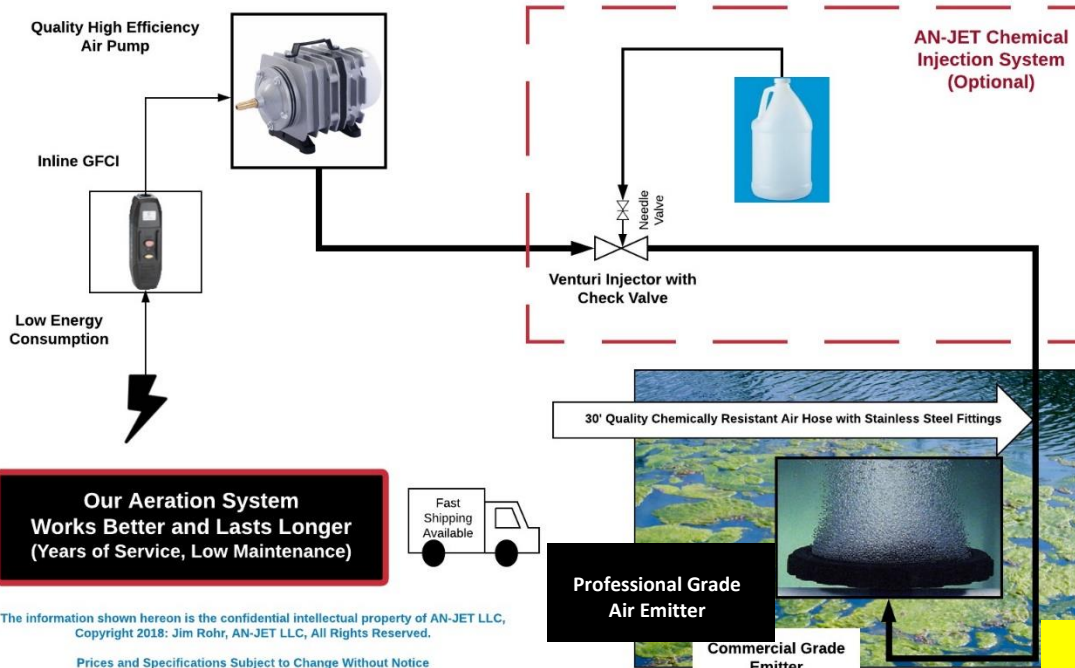 Quality High Efficiency
Air Pump
AN-JET Chemical
Injection System
(Optional)
Inline GFCI
Needle
Valve
Venturi Injector with
Check Valve
Low Energy
Consumption
30' Quality Chemically Resistant Air Hose with Stainless Steel Fittings
Our Aeration System
Works Better and Lasts Longer
(Years of Service, Low Maintenance)
Fast
Shipping
Available
Professional Grade
Air Emitter
Commercial Grade
Emitter
The information shown hereon is the confidential intellectual property of AN-JET LLC,
Copyright 2018: Jim Rohr, AN-JET LLC, All Rights Reserved.
Prices and Specifications Subject to Change Without Notice